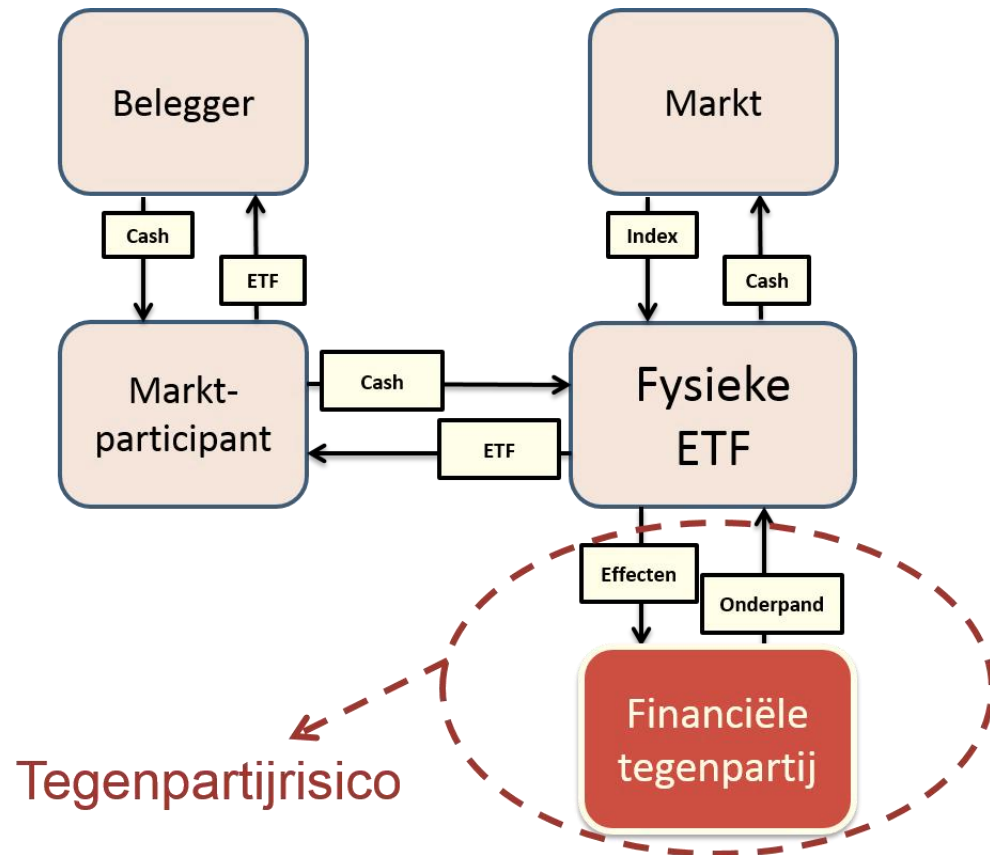 Belegger
Markt
Cash
ETF
Index
Cash
Markt-
participant
Cash
ETF
Fysieke
ETF
Effecten
Onderpand
Financiële
tegenpartij
Tegenpartijrisico